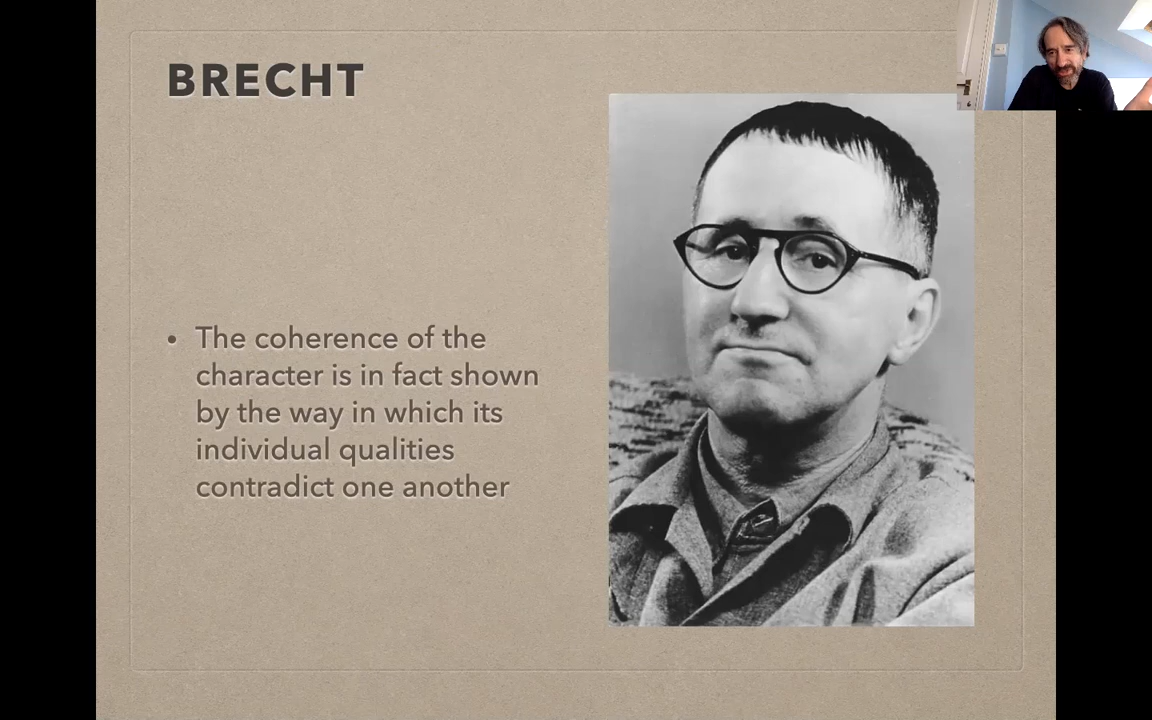 BRECHT
• The coherence of the
character is in fact shown
by the way in which its
individual qualities
contradict one another